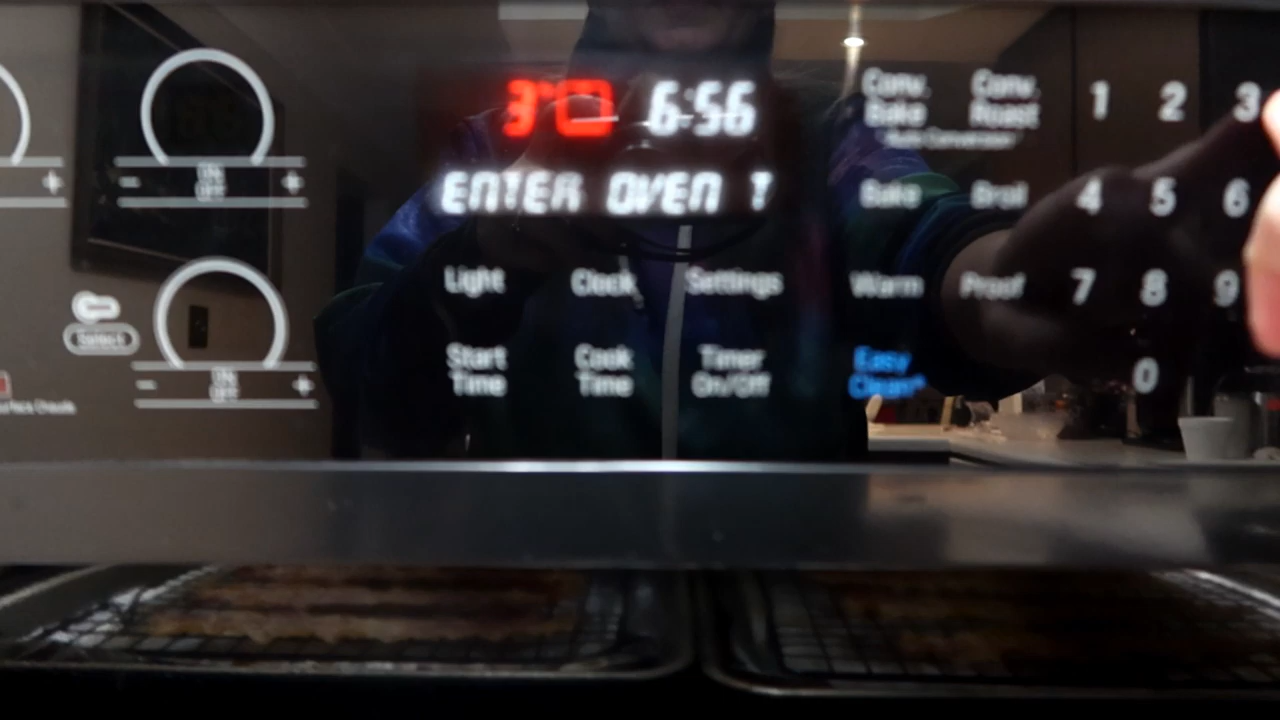 3° 6:56
ENTER OVEN T
Conv. Bake
Conv. Roast
"Auto Conversion"
1 2 3
Bake Broil 4 5 6
Light Clock Settings Warm Proof 7 8 9
Start Time
Cook Time
Timer On/Off
Easy Clean
0
+
- ON OFF +
Select
- ON OFF +